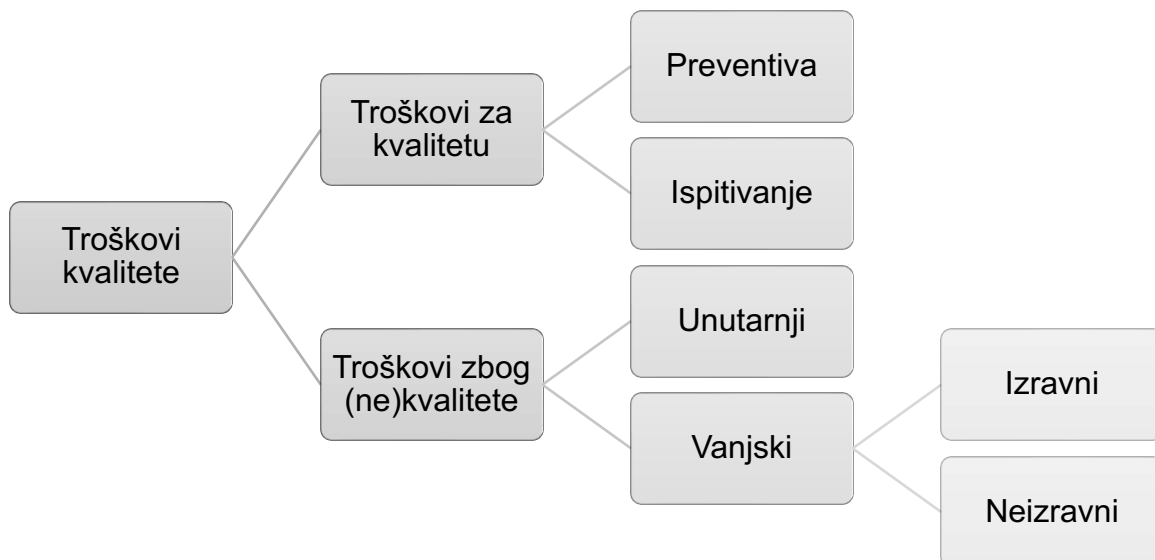 Troškovi
kvalitete
Troškovi za
kvalitetu
Preventiva
Ispitivanje
Troškovi zbog
(ne)kvalitete
Unutarnji
Vanjski
Izravni
Neizravni